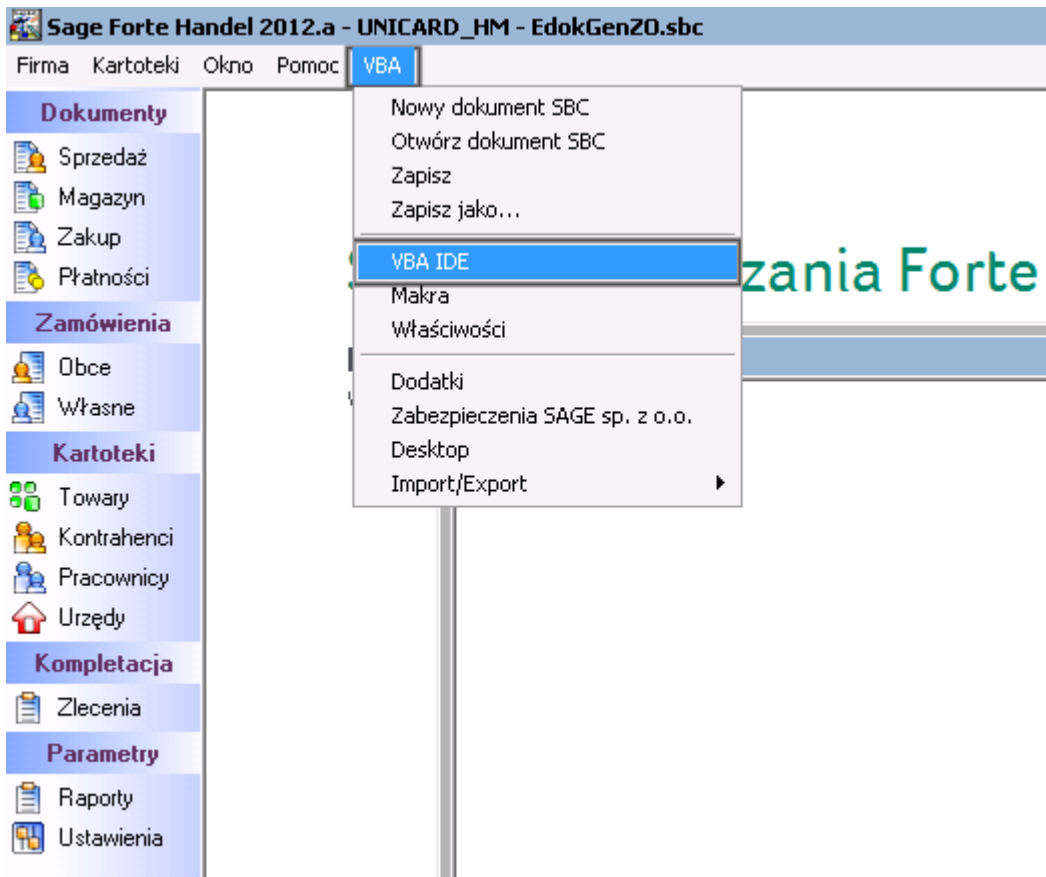 Sage Forte Handel 2012.a - UNICARD_HM - EdokGenZO.sbc
Firma Kartoteki Okno Pomoc VBA
Dokumenty
Sprzedaż
Magazyn
Zakup
Płatności
Zamówienia
Obce
Własne
Kartoteki
Towary
Kontrahenci
Pracownicy
Urzędy
Kompletacja
Zlecenia
Parametry
Raporty
Ustawienia
Nowy dokument SBC
Otwórz dokument SBC
Zapisz
Zapisz jako...
VBA IDE
Makra
Właściwości
Dodatki
Zabezpieczenia SAGE sp. z o.o.
Desktop
Import/Export
zania Forte